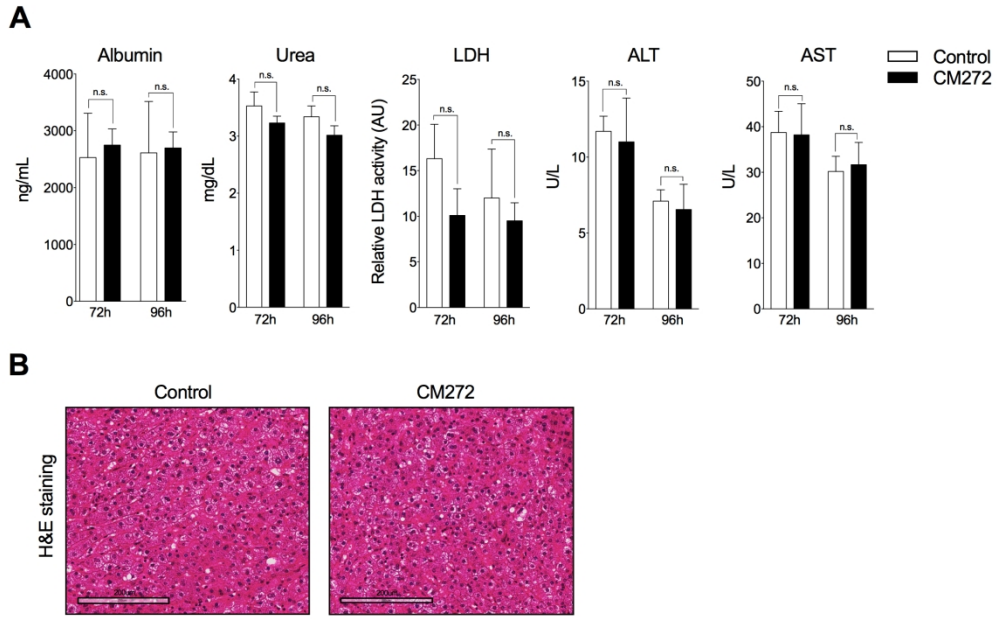 A
Albumin
ng/mL
4000
3000
2000
1000
0
n.s.
n.s.
72h
96h
Urea
mg/dL
4
3
2
1
0
n.s.
n.s.
72h
96h
LDH
Relative LDH activity (AU)
25
20
15
10
5
0
n.s.
n.s.
72h
96h
ALT
U/L
15
10
5
0
n.s.
n.s.
72h
96h
AST
U/L
50
40
30
20
10
0
n.s.
n.s.
72h
96h
Control
CM272
B
H&E staining
Control
CM272
200um
200um